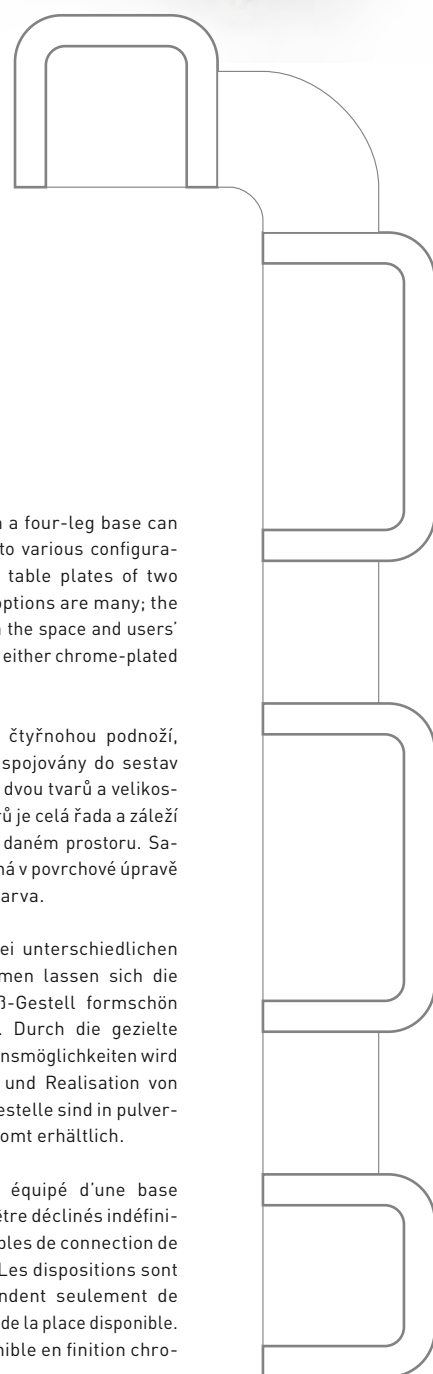 a four-leg base can
to various configura-
table plates of two
options are many; the
the space and users’
either chrome-plated
čtyřnohou podnoží,
spojovány do sestav
dvou tvarů a velikos-
je celá řada a záleží
daném prostoru. Sa-
v povrchové úpravě
arva.
ei unterschiedlichen
men lassen sich die
ß-Gestell formschön
. Durch die gezielte
nsmöglichkeiten wird
und Realisation von
estelle sind in pulver-
omt erhältlich.
équipé d’une base
être déclinés indéfini-
bles de connection de
Les dispositions sont
ndent seulement de
de la place disponible.
nible en finition chro-